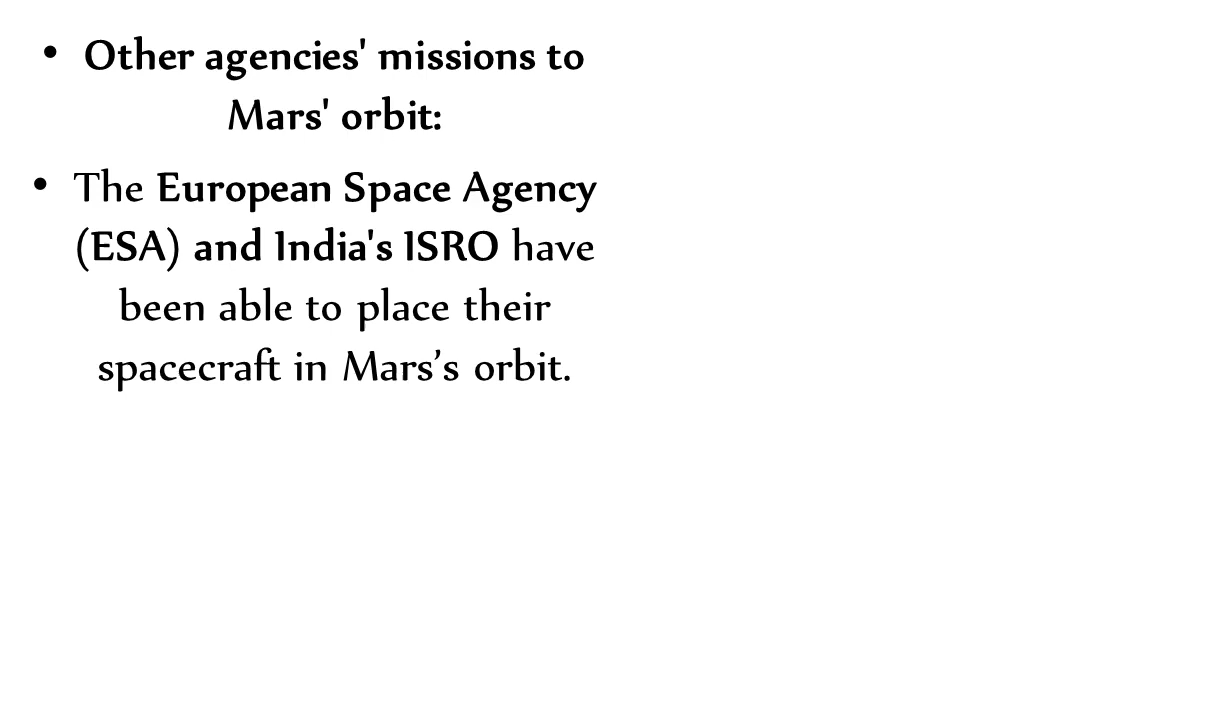 • Other agencies' missions to
Mars' orbit:
• The European Space Agency
(ESA) and India's ISRO have
been able to place their
spacecraft in Mars’s orbit.